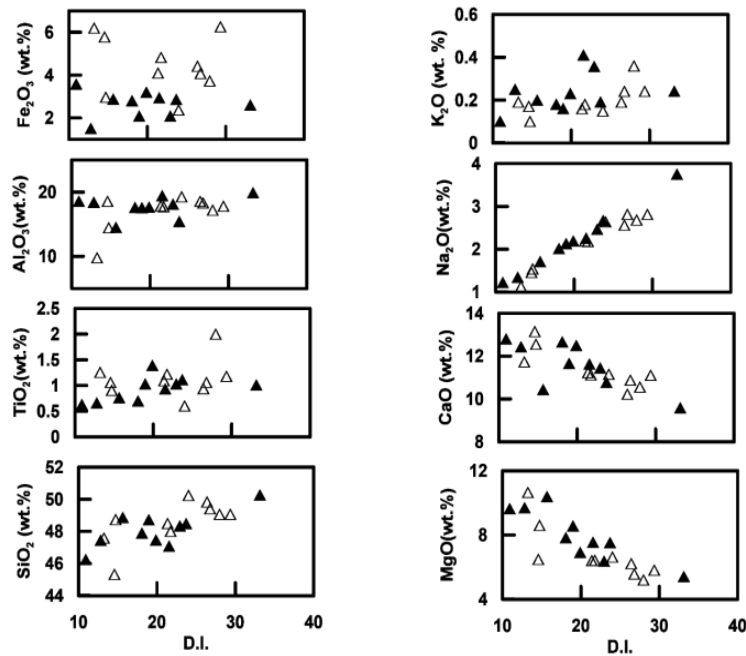 Fe₂O₃ (wt.%)
6
4
2
K₂O (wt. %)
0.6
0.4
0.2
0
Al₂O₃(wt.%)
20
10
Na₂O(wt.%)
4
3
2
1
TiO₂(wt.%)
2
1.5
1
0.5
0
CaO (wt.%)
14
12
10
8
SiO₂ (wt.%)
52
50
48
46
44
10 20 30 40
D.I.
MgO(wt.%)
12
8
4
10 20 30 40
D.I.